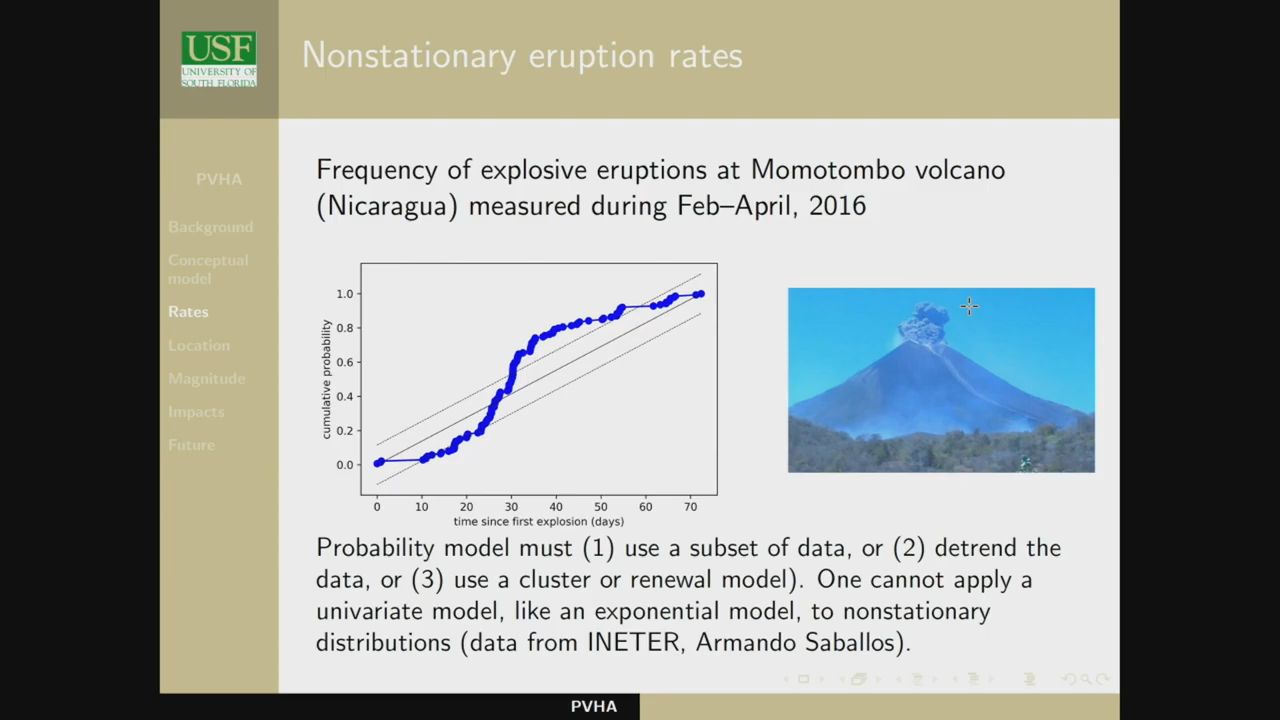 USF
UNIVERSITY OF
SOUTH FLORIDA
Nonstationary eruption rates
PVHA
Background
Conceptual
model
Rates
Location
Magnitude
Impacts
Future
Frequency of explosive eruptions at Momotombo volcano
(Nicaragua) measured during Feb–April, 2016
cumulative probability
1.0
0.8
0.6
0.4
0.2
0.0
0 10 20 30 40 50 60 70
time since first explosion (days)
Probability model must (1) use a subset of data, or (2) detrend the
data, or (3) use a cluster or renewal model). One cannot apply a
univariate model, like an exponential model, to nonstationary
distributions (data from INETER, Armando Saballos).
PVHA